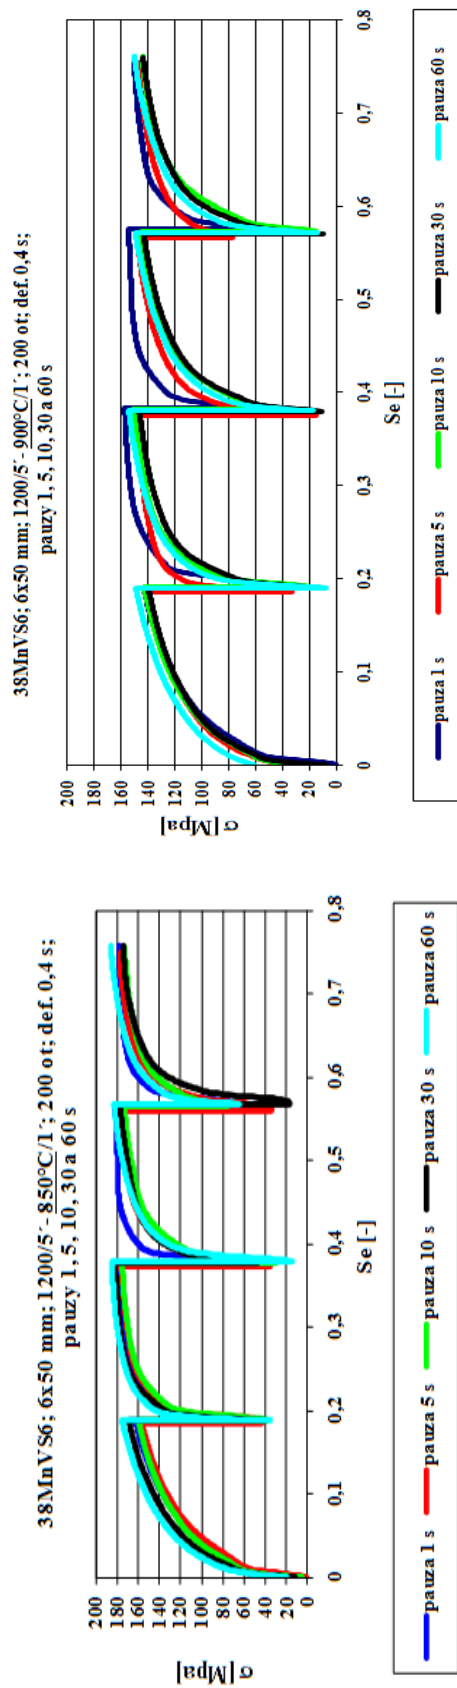 38MnVS6; 6x50 mm; 1200/5´- 850°C/1´; 200 ot; def. 0,4 s;
pauzy 1, 5, 10, 30 a 60 s
σ [Mpa]
200
180
160
140
120
100
80
60
40
20
0
0
0,1
0,2
0,3
0,4
0,5
0,6
0,7
0,8
Se [-]
pauza 1 s
pauza 5 s
pauza 10 s
pauza 30 s
pauza 60 s
38MnVS6; 6x50 mm; 1200/5´- 900°C/1´; 200 ot; def. 0,4 s;
pauzy 1, 5, 10, 30 a 60 s
σ [Mpa]
200
180
160
140
120
100
80
60
40
20
0
0
0,1
0,2
0,3
0,4
0,5
0,6
0,7
0,8
Se [-]
pauza 1 s
pauza 5 s
pauza 10 s
pauza 30 s
pauza 60 s